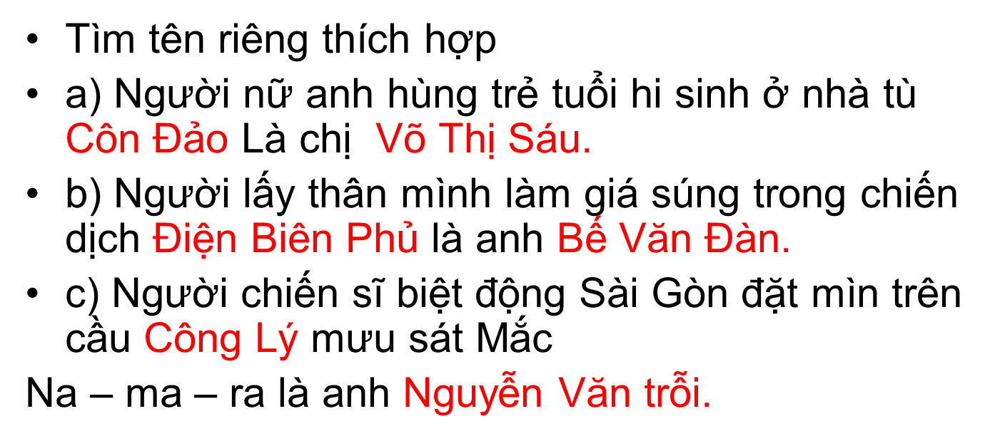 • Tìm tên riêng thích hợp
• a) Người nữ anh hùng trẻ tuổi hi sinh ở nhà tù
Côn Đảo Là chị  Võ Thị Sáu.
• b) Người lấy thân mình làm giá súng trong chiến
dịch Điện Biên Phủ là anh Bế Văn Đàn.
• c) Người chiến sĩ biệt động Sài Gòn đặt mìn trên
cầu Công Lý mưu sát Mắc
Na – ma – ra là anh Nguyễn Văn trỗi.